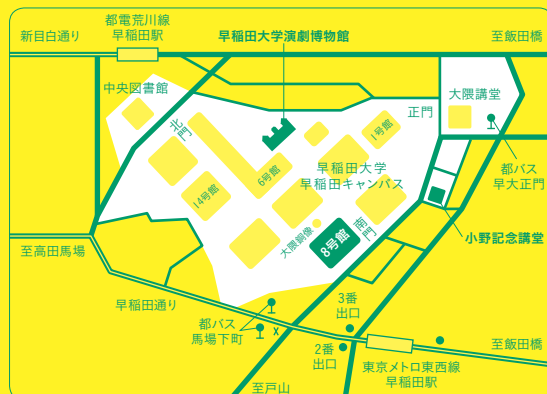 都電荒川線
早稲田駅
新目白通り
早稲田大学演劇博物館
至飯田橋
中央図書館
北門
正門
大隈講堂
1号館
6号館
14号館
早稲田大学
早稲田キャンパス
都バス
早大正門
大隈銅像
8号館
南門
小野記念講堂
至高田馬場
早稲田通り
都バス
馬場下町
x
3番
出口
2番
出口
至飯田橋
東京メトロ東西線
早稲田駅
至戸山